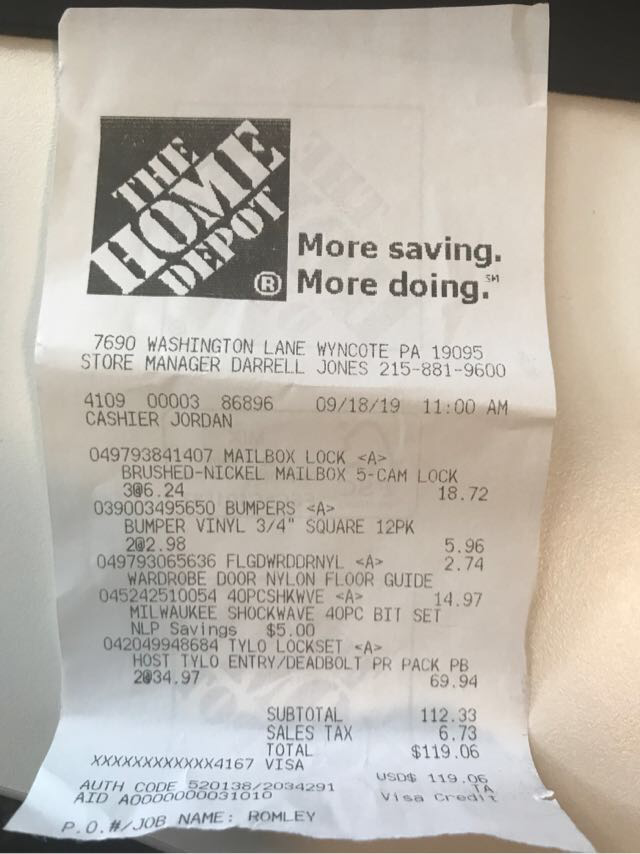 THE
HOME
DEPOT
®
More saving.
More doing.℠
7690 WASHINGTON LANE WYNCOTE PA 19095
STORE MANAGER DARRELL JONES 215-881-9600
4109 00003 86896 09/18/19 11:00 AM
CASHIER JORDAN
049793841407 MAILBOX LOCK <A>
BRUSHED-NICKEL MAILBOX 5-CAM LOCK
3@6.24 18.72
039003495650 BUMPERS <A>
BUMPER VINYL 3/4" SQUARE 12PK
2@2.98 5.96
049793065636 FLGDWRDDRNYL <A> 2.74
WARDROBE DOOR NYLON FLOOR GUIDE
045242510054 40PCSHKWVE <A> 14.97
MILWAUKEE SHOCKWAVE 40PC BIT SET
NLP Savings $5.00
042049948684 TYLO LOCKSET <A>
HOST TYLO ENTRY/DEADBOLT PR PACK PB
2@34.97 69.94
SUBTOTAL 112.33
SALES TAX 6.73
TOTAL $119.06
XXXXXXXXXXXX4167 VISA
USD$ 119.06
AUTH CODE 520138/2034291 TA
AID A0000000031010 Visa Credit
P.O.#/JOB NAME: ROMLEY